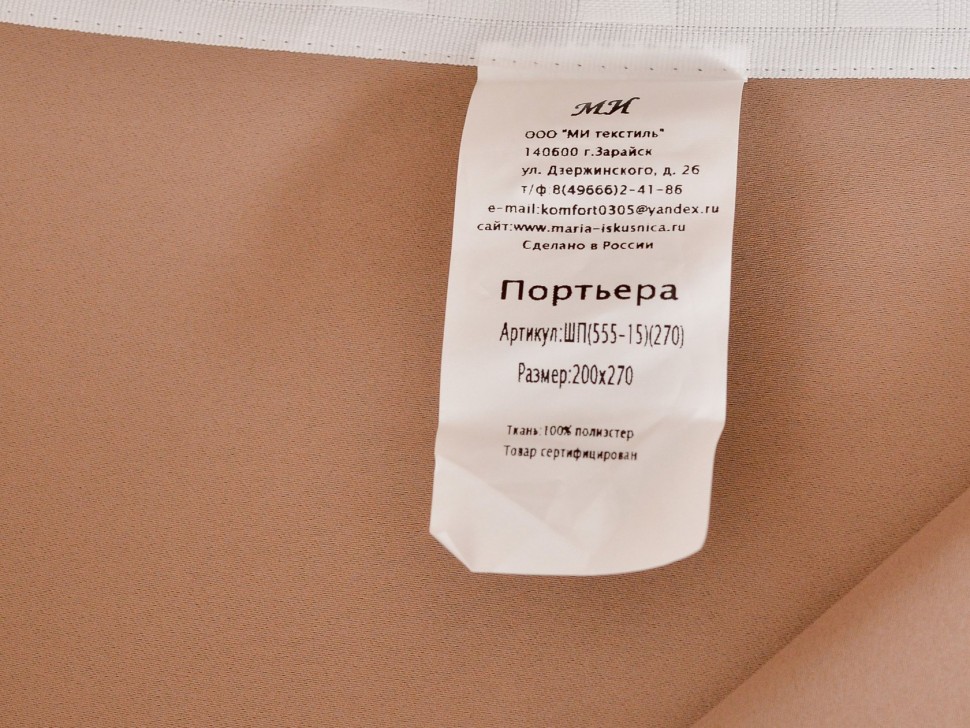 МИ
ООО "МИ текстиль"
140600 г.Зарайск
ул. Дзержинского, д. 26
т/ф 8(49666)2-41-86
e-mail:komfort0305@yandex.ru
сайт:www.maria-iskusnica.ru
Сделано в России
Портьера
Артикул:ШП(555-15)(270)
Размер:200х270
Ткань:100% полиэстер
Товар сертифицирован